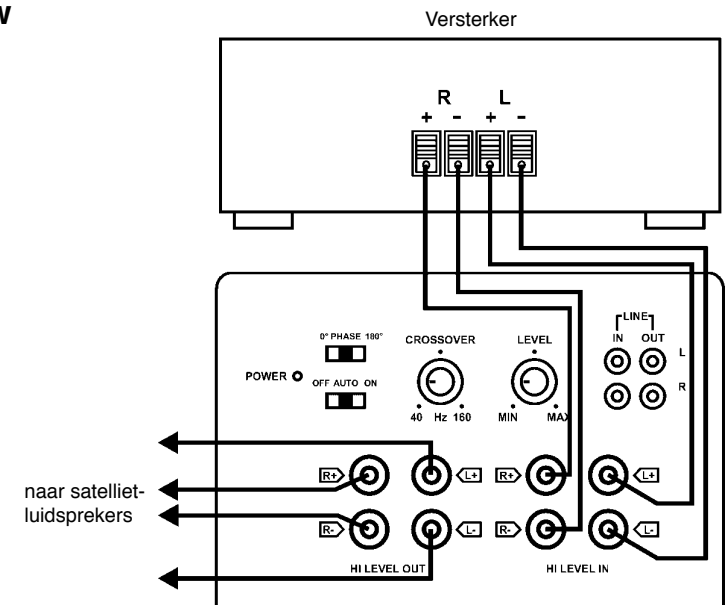 w
Versterker
R L
+ - + -
LINE
IN OUT
0° PHASE 180°
CROSSOVER
LEVEL
L
POWER
OFF AUTO ON
R
40 Hz 160
MIN MAX
R+ L+ R+ L+
naar satelliet-
luidsprekers
R- L- R- L-
HI LEVEL OUT
HI LEVEL IN